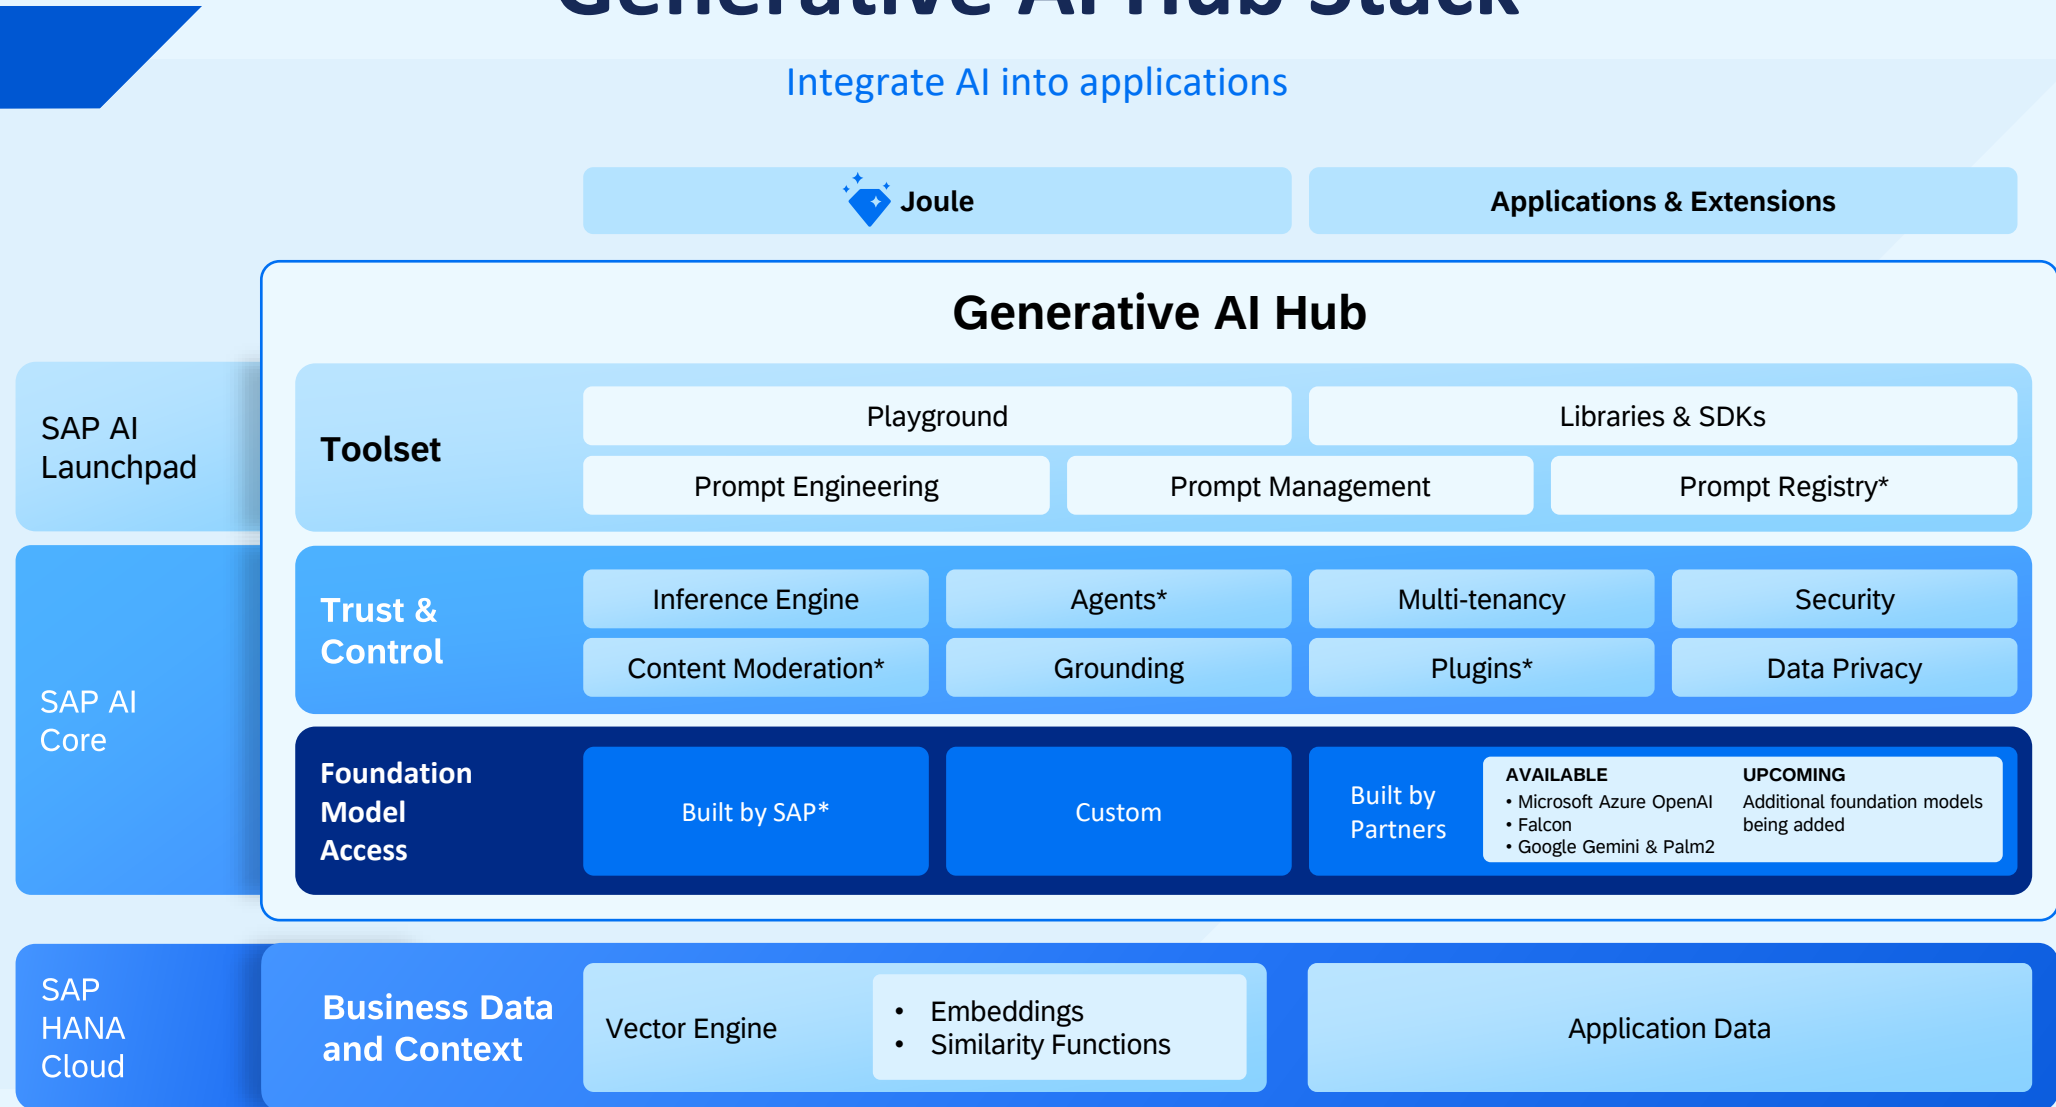 Generative AI Hub Stack
Integrate AI into applications
Joule
Applications & Extensions
Generative AI Hub
SAP AI
Launchpad
Toolset
Playground
Libraries & SDKs
Prompt Engineering
Prompt Management
Prompt Registry*
SAP AI
Core
Trust &
Control
Inference Engine
Agents*
Multi-tenancy
Security
Content Moderation*
Grounding
Plugins*
Data Privacy
Foundation
Model
Access
Built by SAP*
Custom
Built by
Partners
AVAILABLE
• Microsoft Azure OpenAI
• Falcon
• Google Gemini & Palm2
UPCOMING
Additional foundation models
being added
SAP
HANA
Cloud
Business Data
and Context
Vector Engine
• Embeddings
• Similarity Functions
Application Data